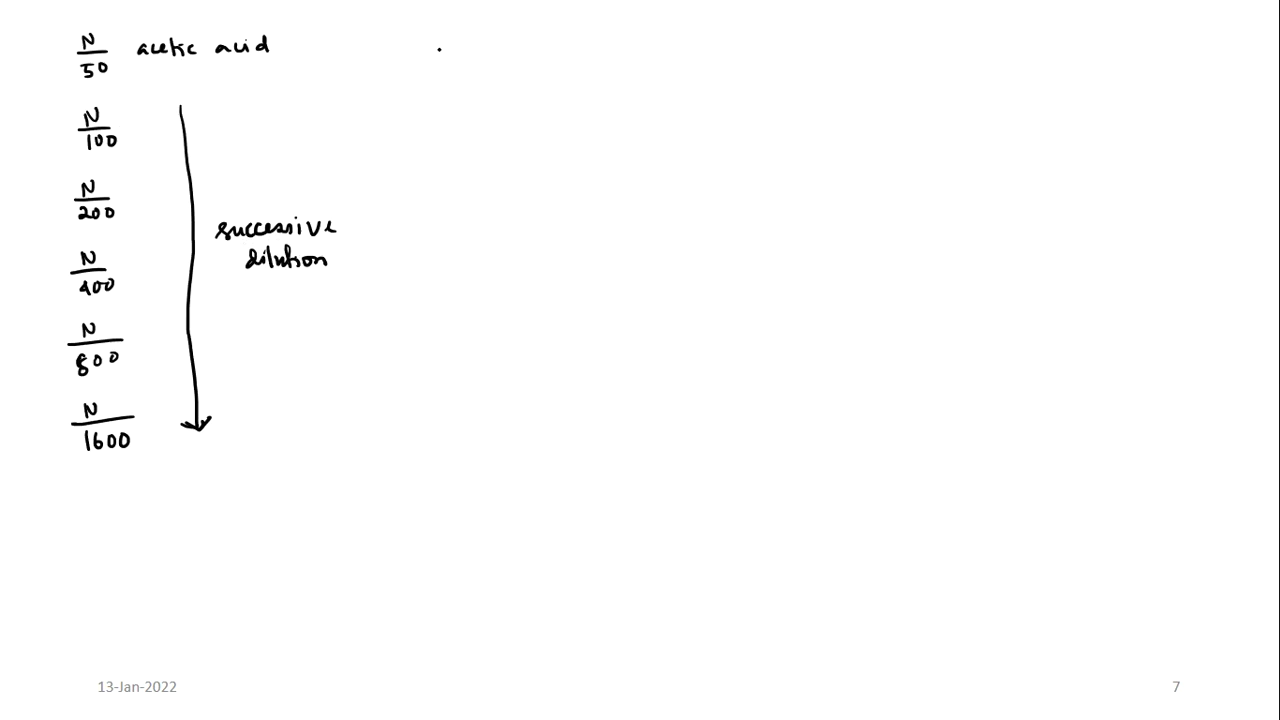 N/50 acetic acid
N/100
N/200
N/400
N/800
N/1600
successive
dilution
13-Jan-2022
7